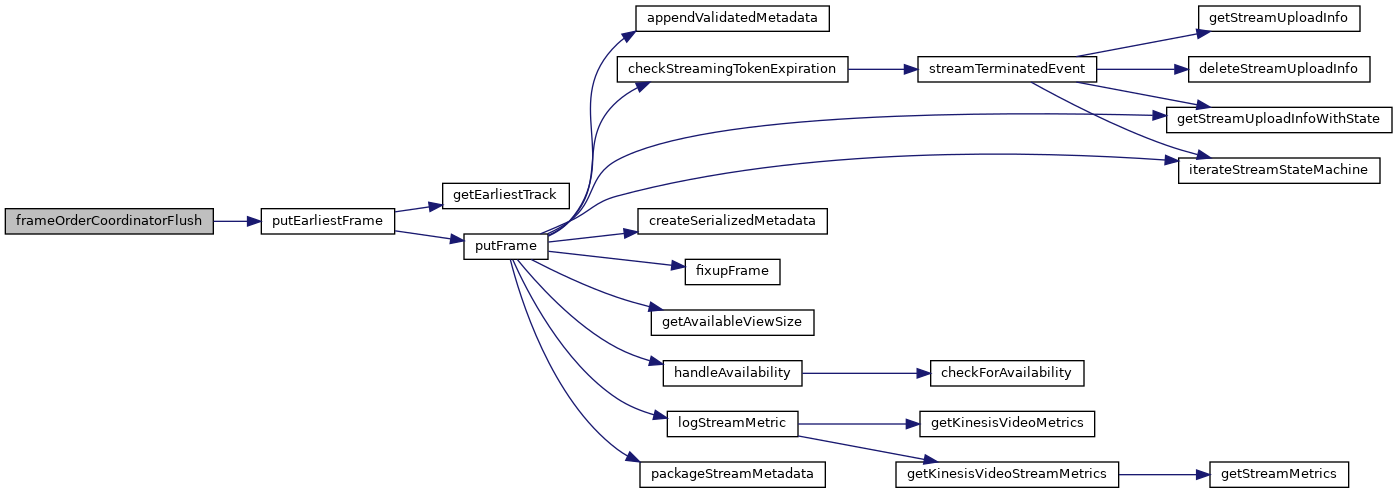 appendValidatedMetadata
getStreamUploadInfo
checkStreamingTokenExpiration
streamTerminatedEvent
deleteStreamUploadInfo
getStreamUploadInfoWithState
iterateStreamStateMachine
getEarliestTrack
frameOrderCoordinatorFlush
putEarliestFrame
createSerializedMetadata
putFrame
fixupFrame
getAvailableViewSize
handleAvailability
checkForAvailability
logStreamMetric
getKinesisVideoMetrics
packageStreamMetadata
getKinesisVideoStreamMetrics
getStreamMetrics